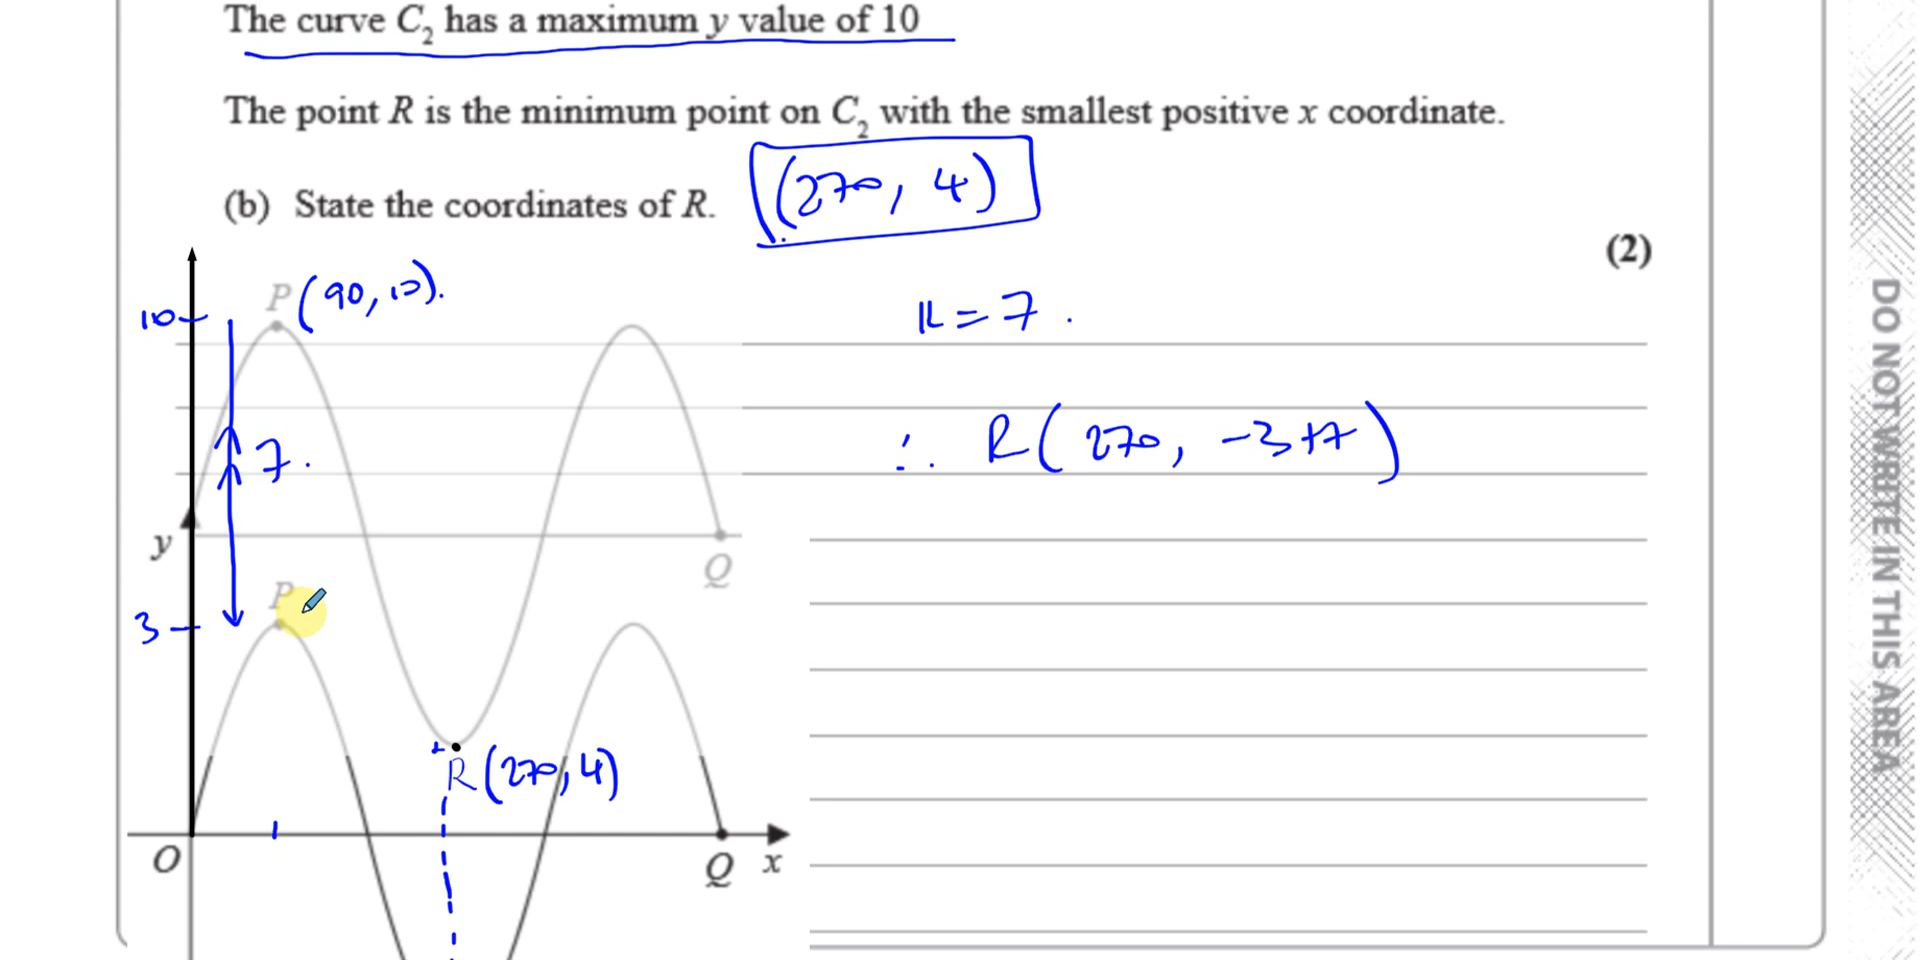 The curve C₂ has a maximum y value of 10
The point R is the minimum point on C₂ with the smallest positive x coordinate.
(b) State the coordinates of R. (270, 4)
(2)
P (90, 10).
10
k = 7 .
∴ R( 270, -3+7 )
7.
y
Q
P
3
R (270, 4)
O
Q x
DO NOT WRITE IN THIS AREA